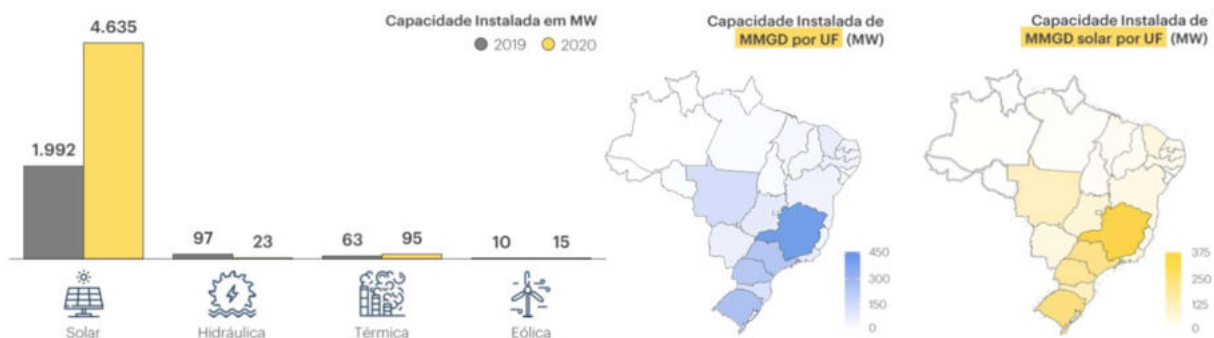 Capacidade Instalada em MW
2019 2020
4.635
1.992
97
23
63
95
10
15
Solar
Hidráulica
Térmica
Eólica
Capacidade Instalada de
MMGD por UF (MW)
450
300
150
0
Capacidade Instalada de
MMGD solar por UF (MW)
375
250
125
0